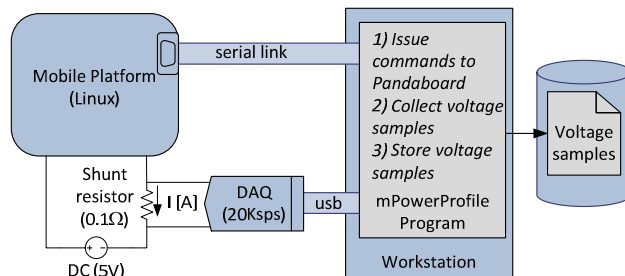 Mobile Platform
(Linux)
serial link
1) Issue
commands to
Pandaboard
2) Collect voltage
samples
3) Store voltage
samples
mPowerProfile
Program
Workstation
Voltage
samples
Shunt
resistor
(0.1Ω)
I [A]
DAQ
(20Ksps)
usb
+ -
DC (5V)